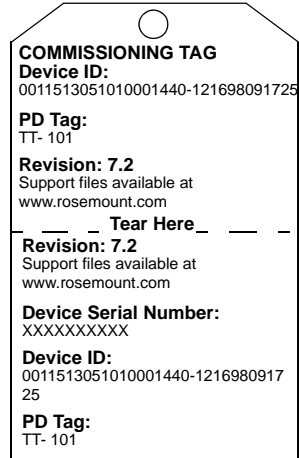 COMMISSIONING TAG
Device ID:
0011513051010001440-121698091725
PD Tag:
TT- 101
Revision: 7.2
Support files available at
www.rosemount.com
Tear Here
Revision: 7.2
Support files available at
www.rosemount.com
Device Serial Number:
XXXXXXXXXX
Device ID:
0011513051010001440-1216980917
25
PD Tag:
TT- 101